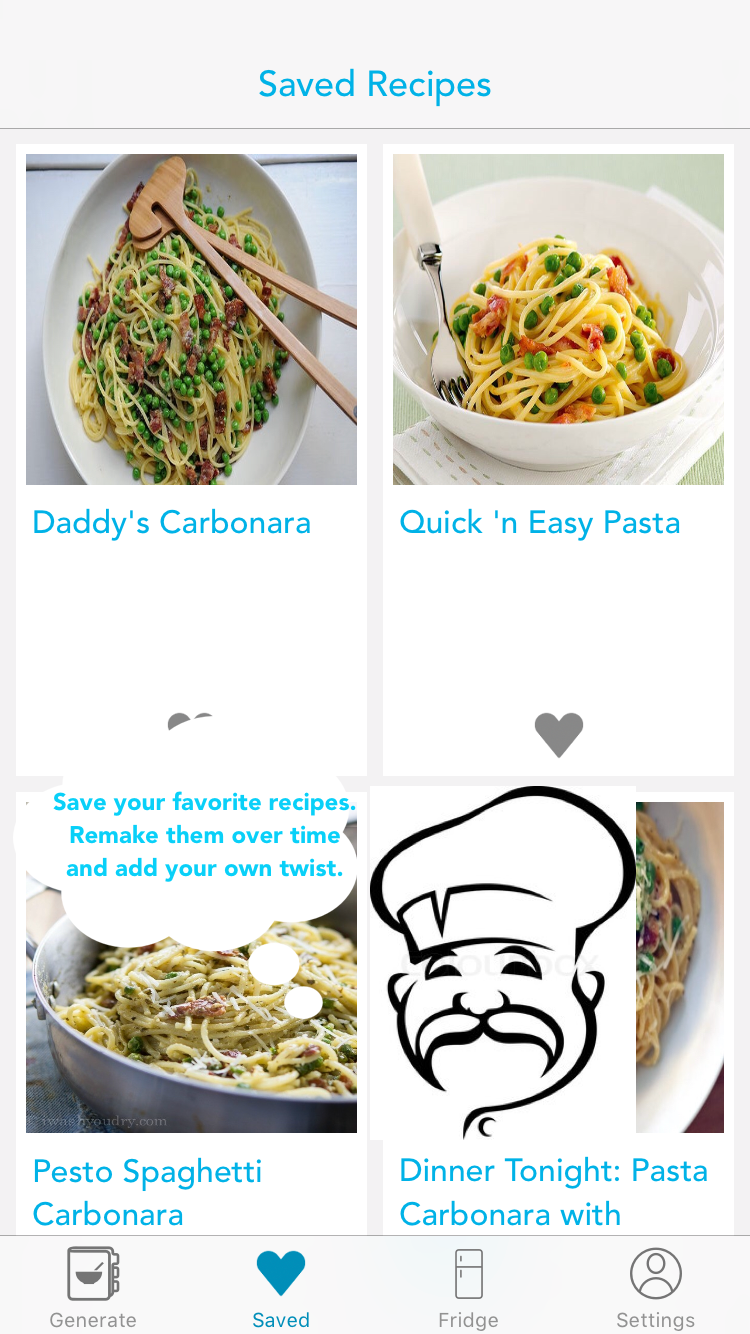 Saved Recipes
Daddy's Carbonara
Quick 'n Easy Pasta
Save your favorite recipes.
Remake them over time
and add your own twist.
Pesto Spaghetti
Carbonara
Dinner Tonight: Pasta
Carbonara with
Generate
Saved
Fridge
Settings